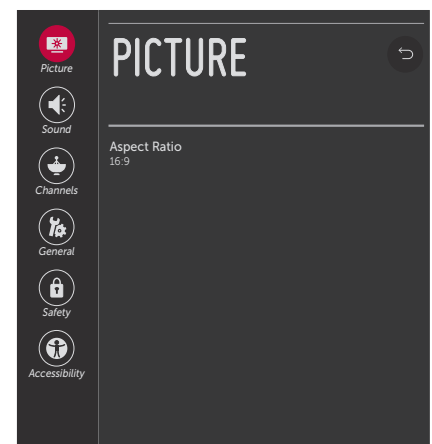 Picture
Sound
Channels
General
Safety
Accessibility
PICTURE
Aspect Ratio
16:9